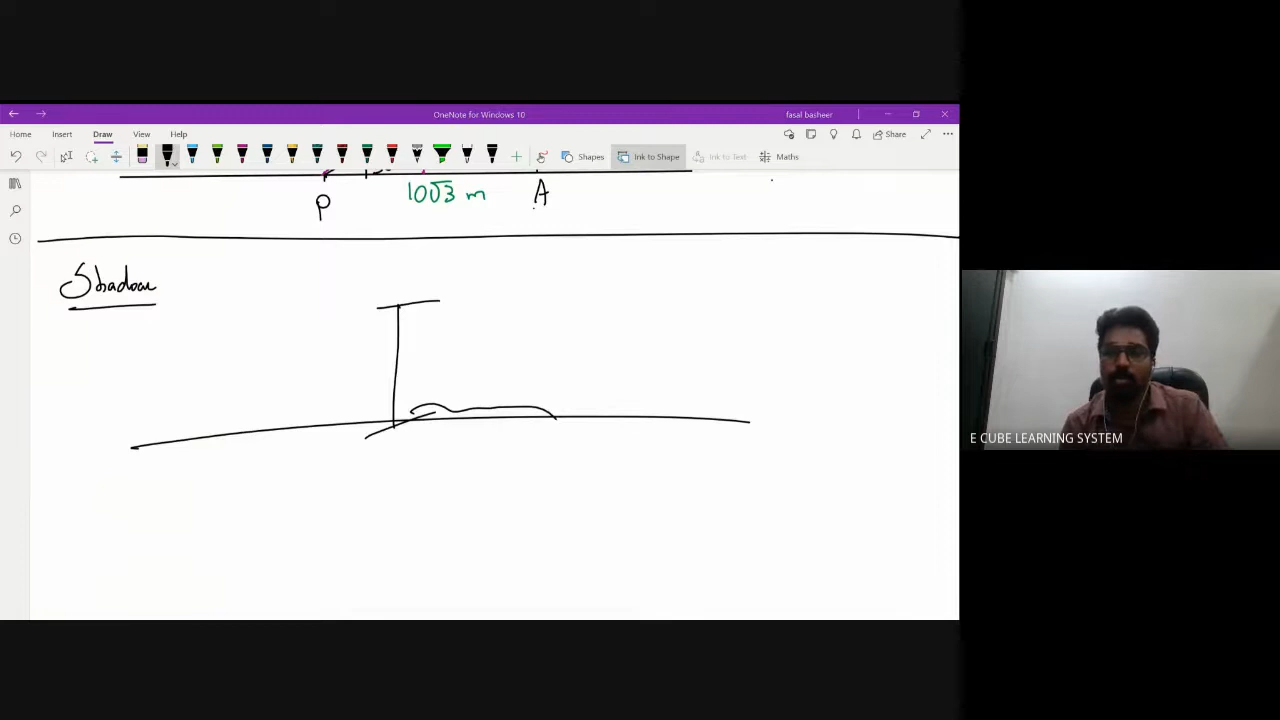 OneNote for Windows 10
fasal basheer
Home Insert Draw View Help
Share
Shapes Ink to Shape Ink to Text Maths
10√3 m
P A
Shadow
E CUBE LEARNING SYSTEM